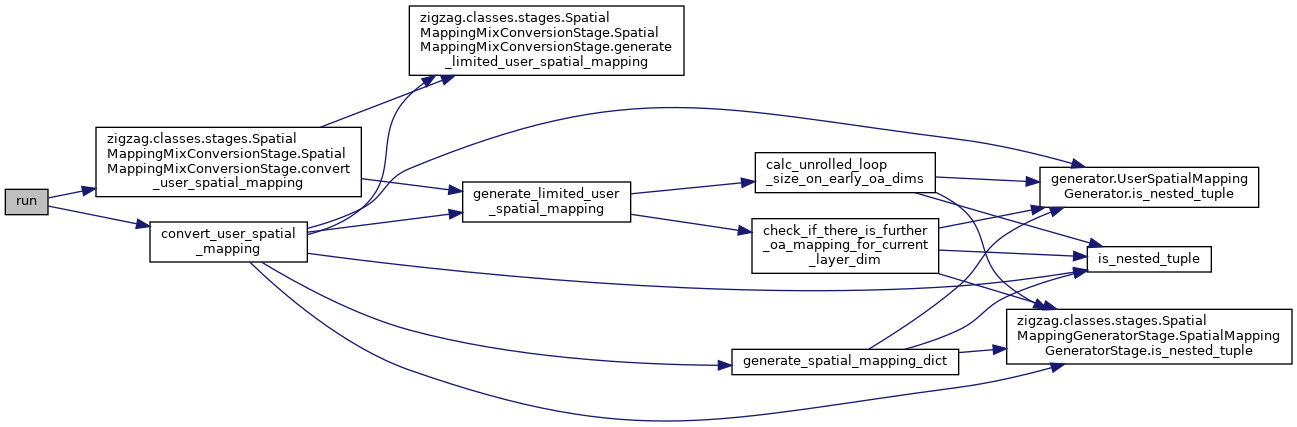 run
zigzag.classes.stages.Spatial
MappingMixConversionStage.Spatial
MappingMixConversionStage.convert
_user_spatial_mapping
convert_user_spatial
_mapping
zigzag.classes.stages.Spatial
MappingMixConversionStage.Spatial
MappingMixConversionStage.generate
_limited_user_spatial_mapping
generate_limited_user
_spatial_mapping
calc_unrolled_loop
_size_on_early_oa_dims
check_if_there_is_further
_oa_mapping_for_current
_layer_dim
generate_spatial_mapping_dict
generator.UserSpatialMapping
Generator.is_nested_tuple
is_nested_tuple
zigzag.classes.stages.Spatial
MappingGeneratorStage.SpatialMapping
GeneratorStage.is_nested_tuple